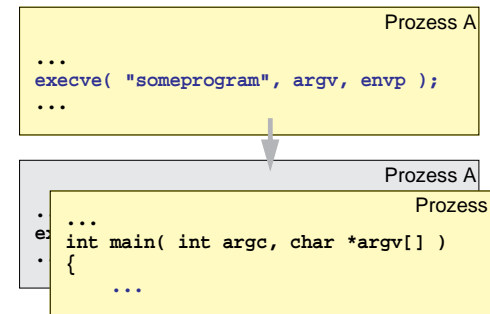 Prozess A
...
execve( "someprogram", argv, envp );
...
Prozess A
Prozess
...
int main( int argc, char *argv[] )
{
...